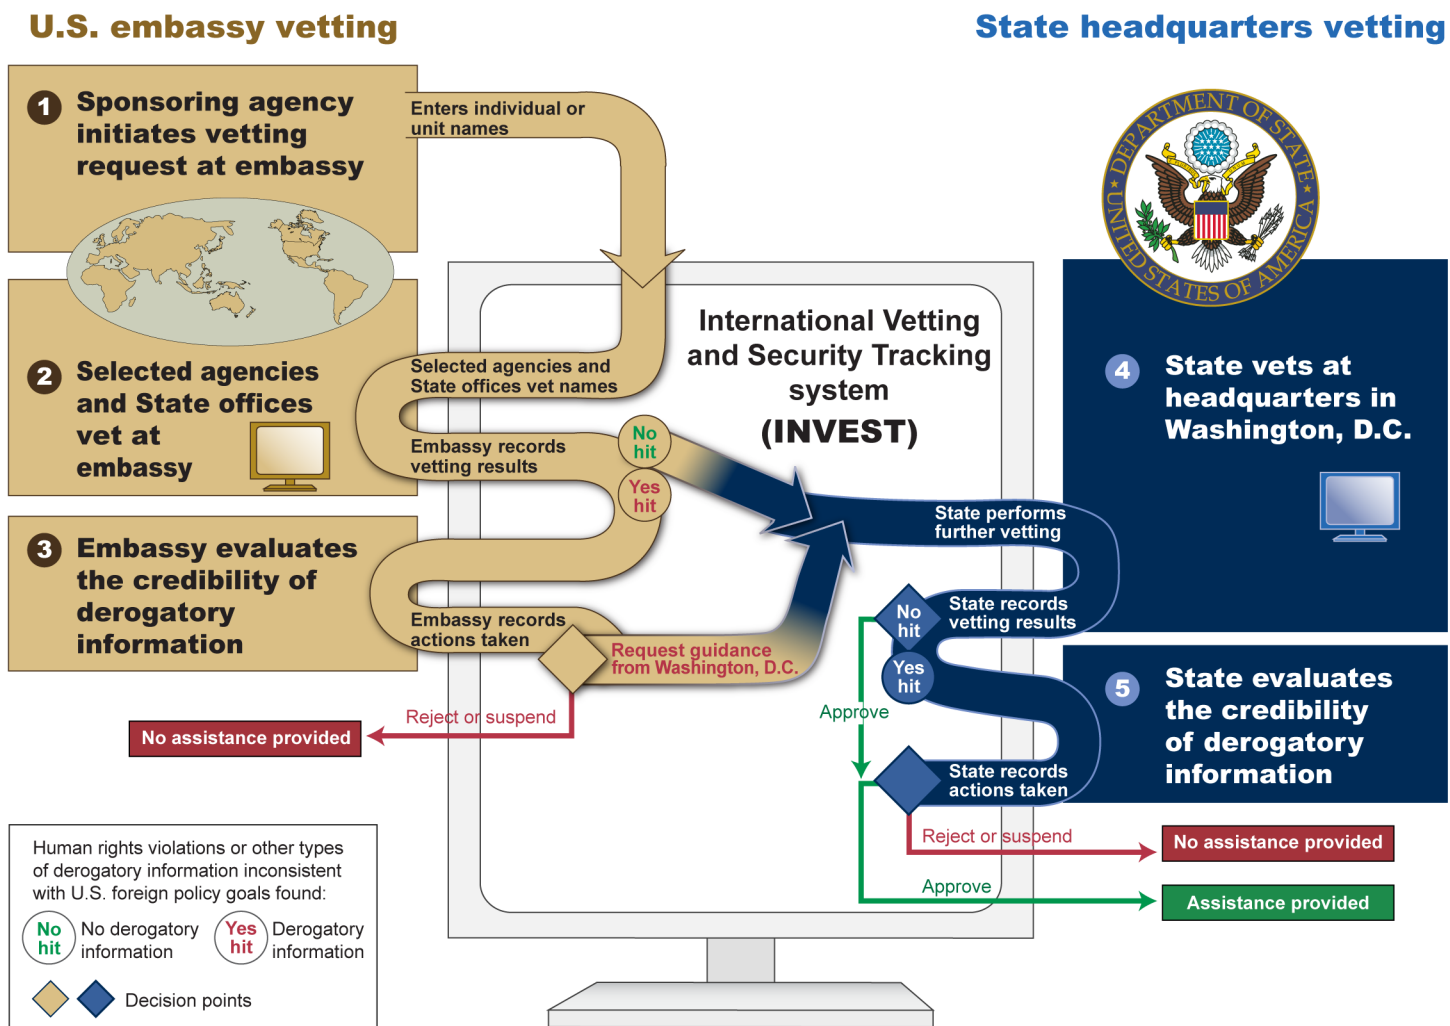 U.S. embassy vetting
State headquarters vetting
1
Sponsoring agency
initiates vetting
request at embassy
Enters individual or
unit names
DEPARTMENT OF STATE
UNITED STATES OF AMERICA
2
Selected agencies
and State offices
vet at
embassy
Selected agencies and
State offices vet names
Embassy records
vetting results
No
hit
Yes
hit
International Vetting
and Security Tracking
system
(INVEST)
3
Embassy evaluates
the credibility of
derogatory
information
Embassy records
actions taken
Request guidance
from Washington, D.C.
Reject or suspend
No assistance provided
4
State vets at
headquarters in
Washington, D.C.
State performs
further vetting
State records
vetting results
No
hit
Yes
hit
Approve
5
State evaluates
the credibility
of derogatory
information
State records
actions taken
Reject or suspend
No assistance provided
Approve
Assistance provided
Human rights violations or other types
of derogatory information inconsistent
with U.S. foreign policy goals found:
No
hit
No derogatory
information
Yes
hit
Derogatory
information
Decision points